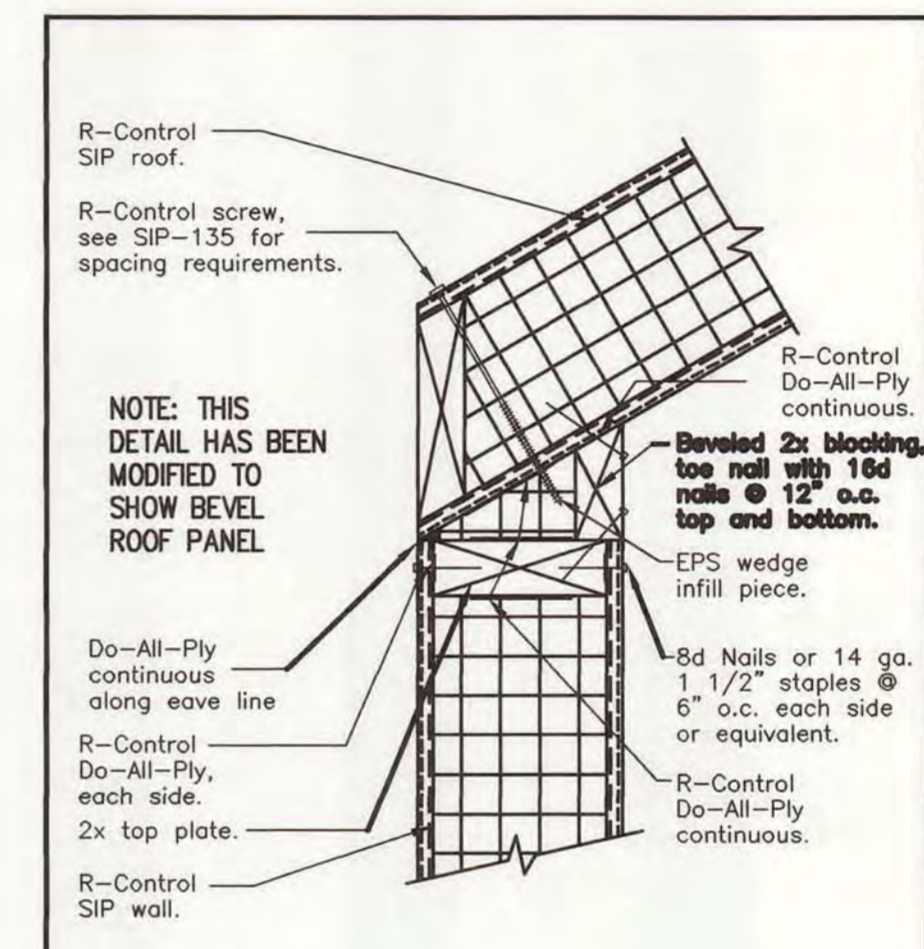 R-Control
SIP roof.
R-Control screw,
see SIP-135 for
spacing requirements.
NOTE: THIS
DETAIL HAS BEEN
MODIFIED TO
SHOW BEVEL
ROOF PANEL
Do-All-Ply
continuous
along eave line
R-Control
Do-All-Ply,
each side.
2x top plate.
R-Control
SIP wall.
R-Control
Do-All-Ply
continuous.
Beveled 2x blocking,
toe nail with 16d
nails @ 12" o.c.
top and bottom.
EPS wedge
infill piece.
8d Nails or 14 ga.
1 1/2" staples @
6" o.c. each side
or equivalent.
R-Control
Do-All-Ply
continuous.